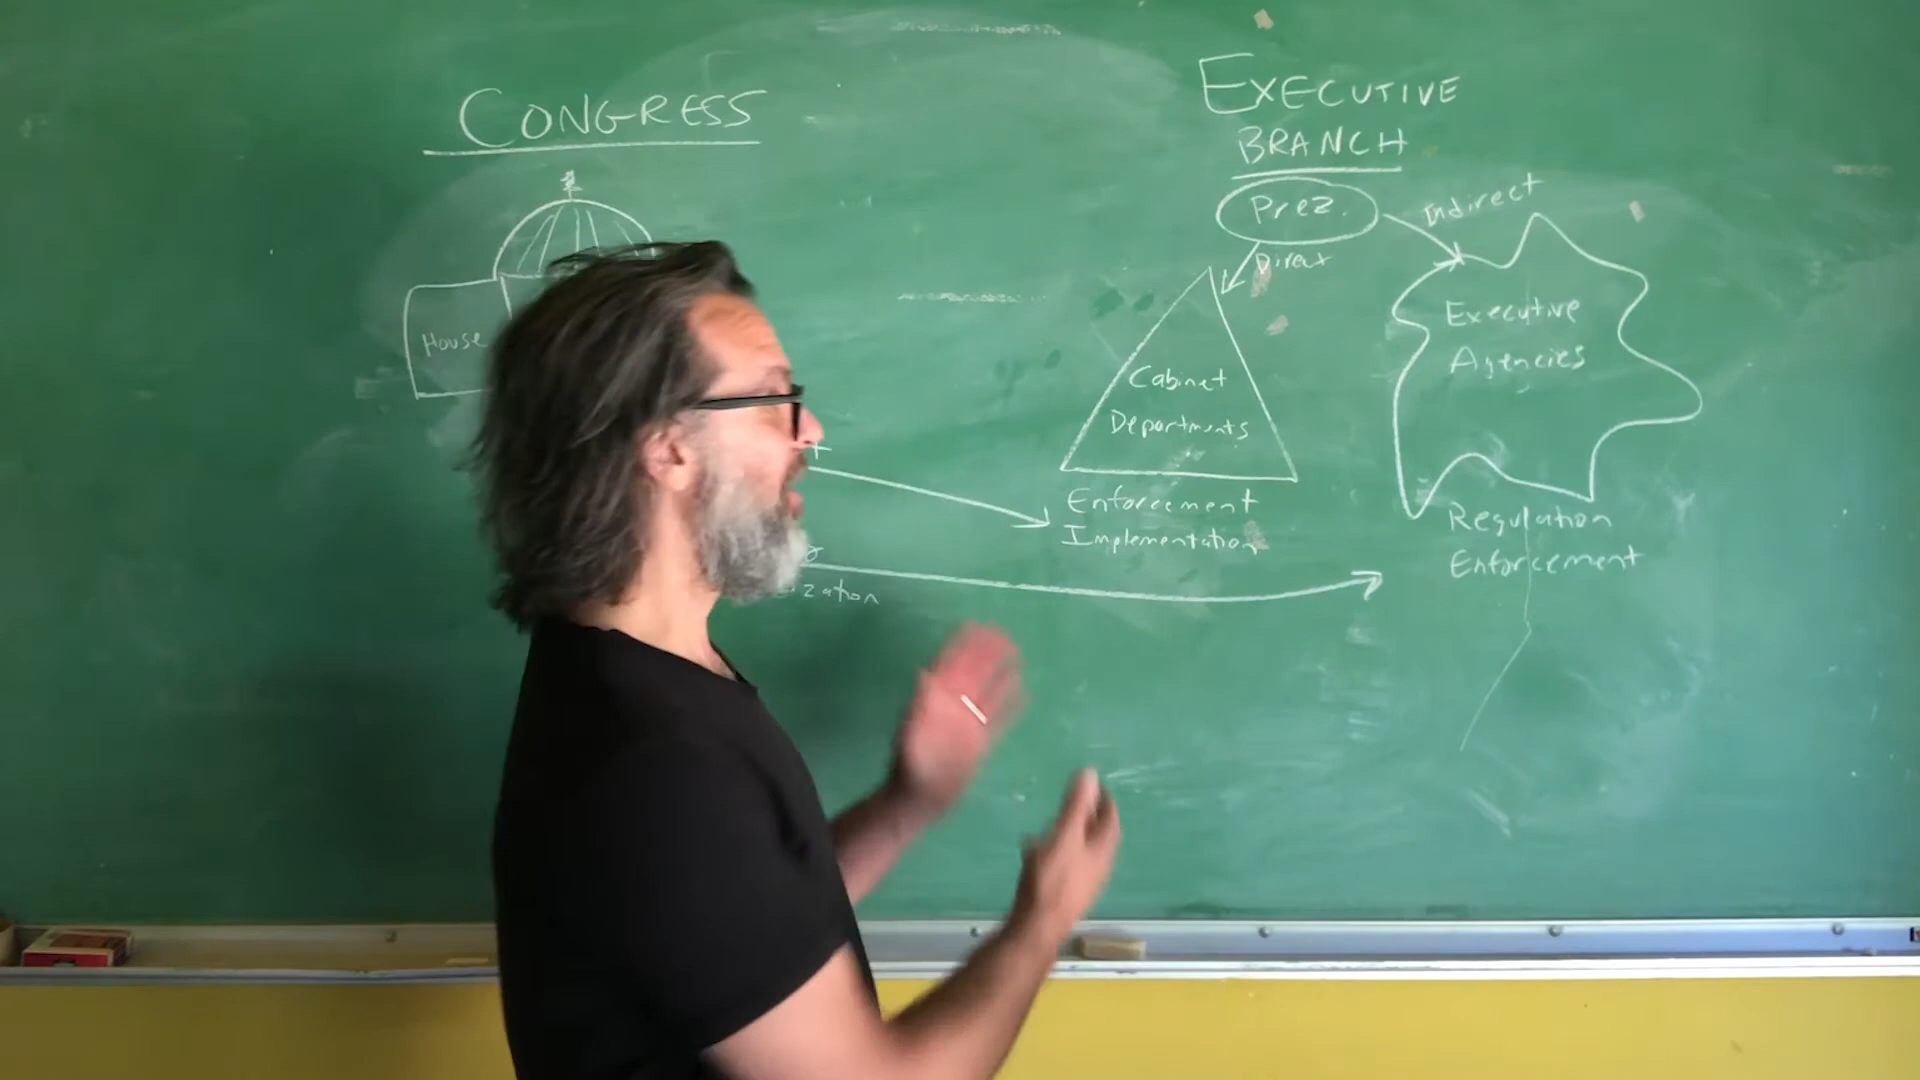 CONGRESS
House
EXECUTIVE
BRANCH
Prez.
Indirect
Direct
Cabinet
Departments
Enforcement
Implementation
Executive
Agencies
Regulation
Enforcement